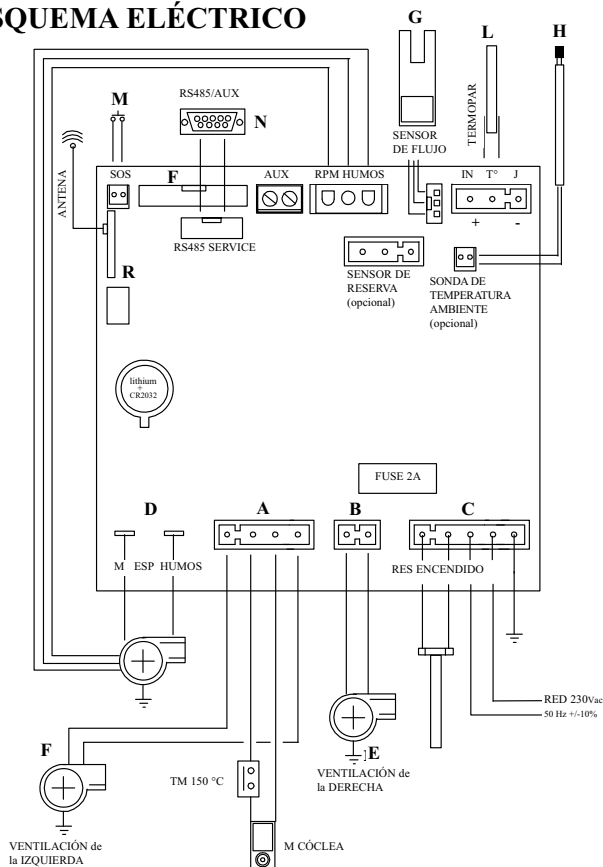 SQUEMA ELÉCTRICO
G
L
H
M
RS485/AUX
N
TERMOPAR
SENSOR
DE FLUJO
ANTENA
SOS
F
AUX
RPM HUMOS
IN T° J
+ -
RS485 SERVICE
R
SENSOR DE
RESERVA
(opcional)
SONDA DE
TEMPERATURA
AMBIENTE
(opcional)
lithium
+
CR2032
FUSE 2A
D
A
B
C
M ESP HUMOS
RES ENCENDIDO
RED 230Vac
50 Hz +/-10%
F
E
TM 150 °C
VENTILACIÓN de
la DERECHA
M CÓCLEA
VENTILACIÓN de
la IZQUIERDA